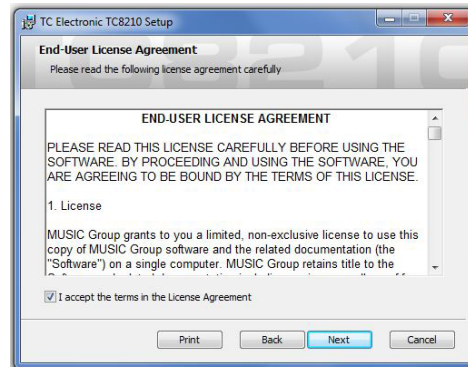 TC Electronic TC8210 Setup
End-User License Agreement
Please read the following license agreement carefully
END-USER LICENSE AGREEMENT
PLEASE READ THIS LICENSE CAREFULLY BEFORE USING THE
SOFTWARE. BY PROCEEDING AND USING THE SOFTWARE, YOU
ARE AGREEING TO BE BOUND BY THE TERMS OF THIS LICENSE.
1. License
MUSIC Group grants to you a limited, non-exclusive license to use this
copy of MUSIC Group software and the related documentation (the
"Software") on a single computer. MUSIC Group retains title to the
I accept the terms in the License Agreement
Print
Back
Next
Cancel